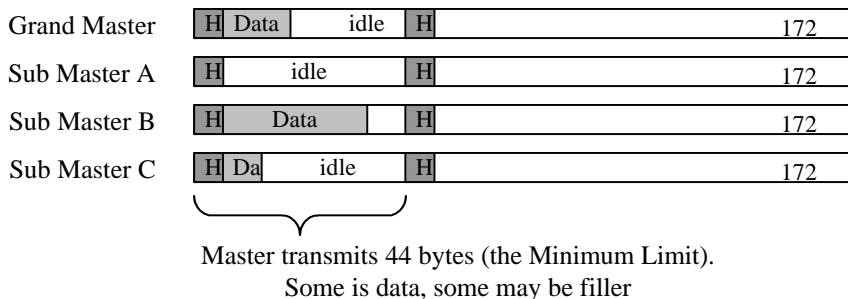 Grand Master H Data idle H 172
Sub Master A H idle H 172
Sub Master B H Data H 172
Sub Master C H Da idle H 172
Master transmits 44 bytes (the Minimum Limit).
Some is data, some may be filler